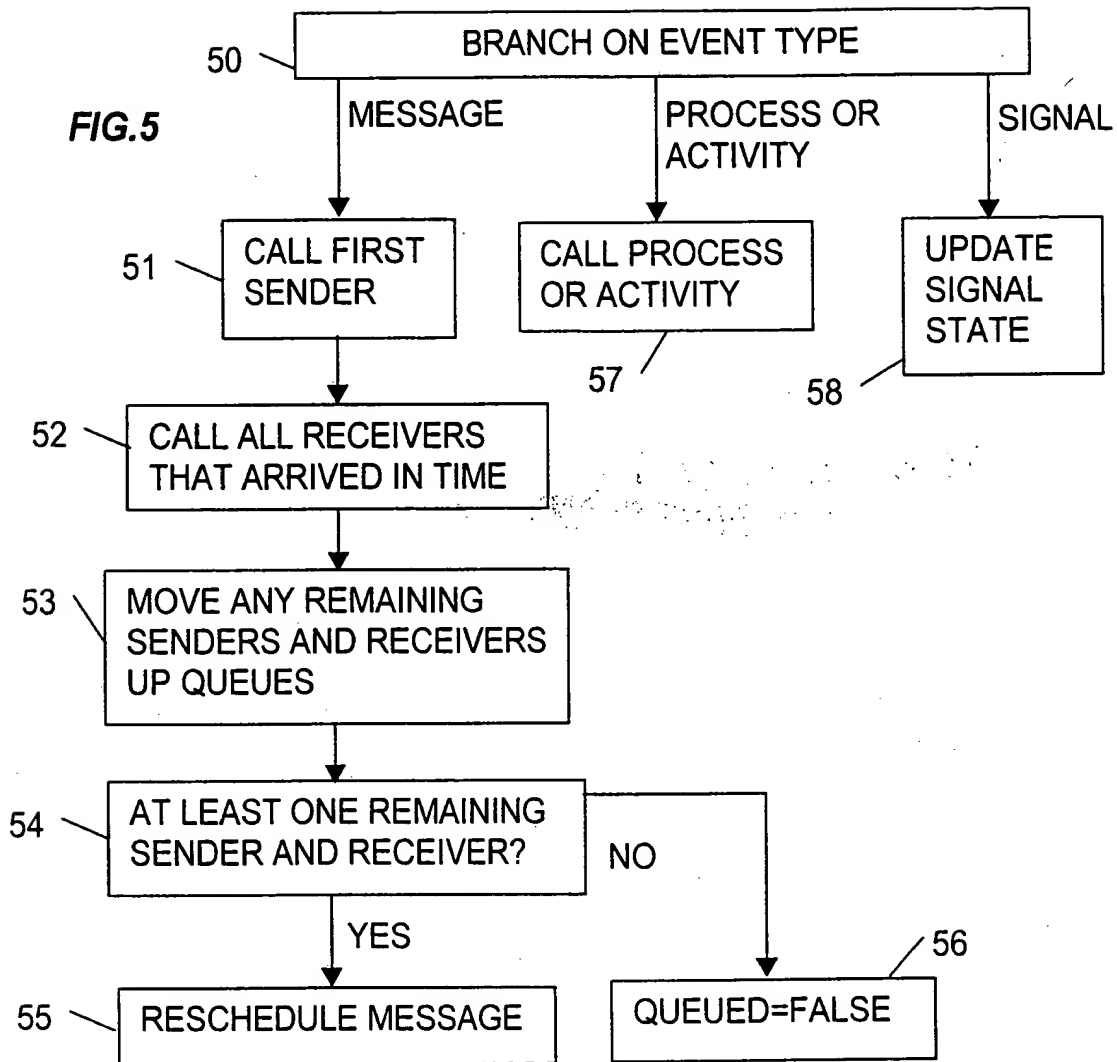 BRANCH ON EVENT TYPE
50
FIG.5
MESSAGE
PROCESS OR
ACTIVITY
SIGNAL
51
CALL FIRST
SENDER
CALL PROCESS
OR ACTIVITY
57
UPDATE
SIGNAL
STATE
58
52
CALL ALL RECEIVERS
THAT ARRIVED IN TIME
53
MOVE ANY REMAINING
SENDERS AND RECEIVERS
UP QUEUES
54
AT LEAST ONE REMAINING
SENDER AND RECEIVER?
NO
YES
56
55
RESCHEDULE MESSAGE
QUEUED=FALSE